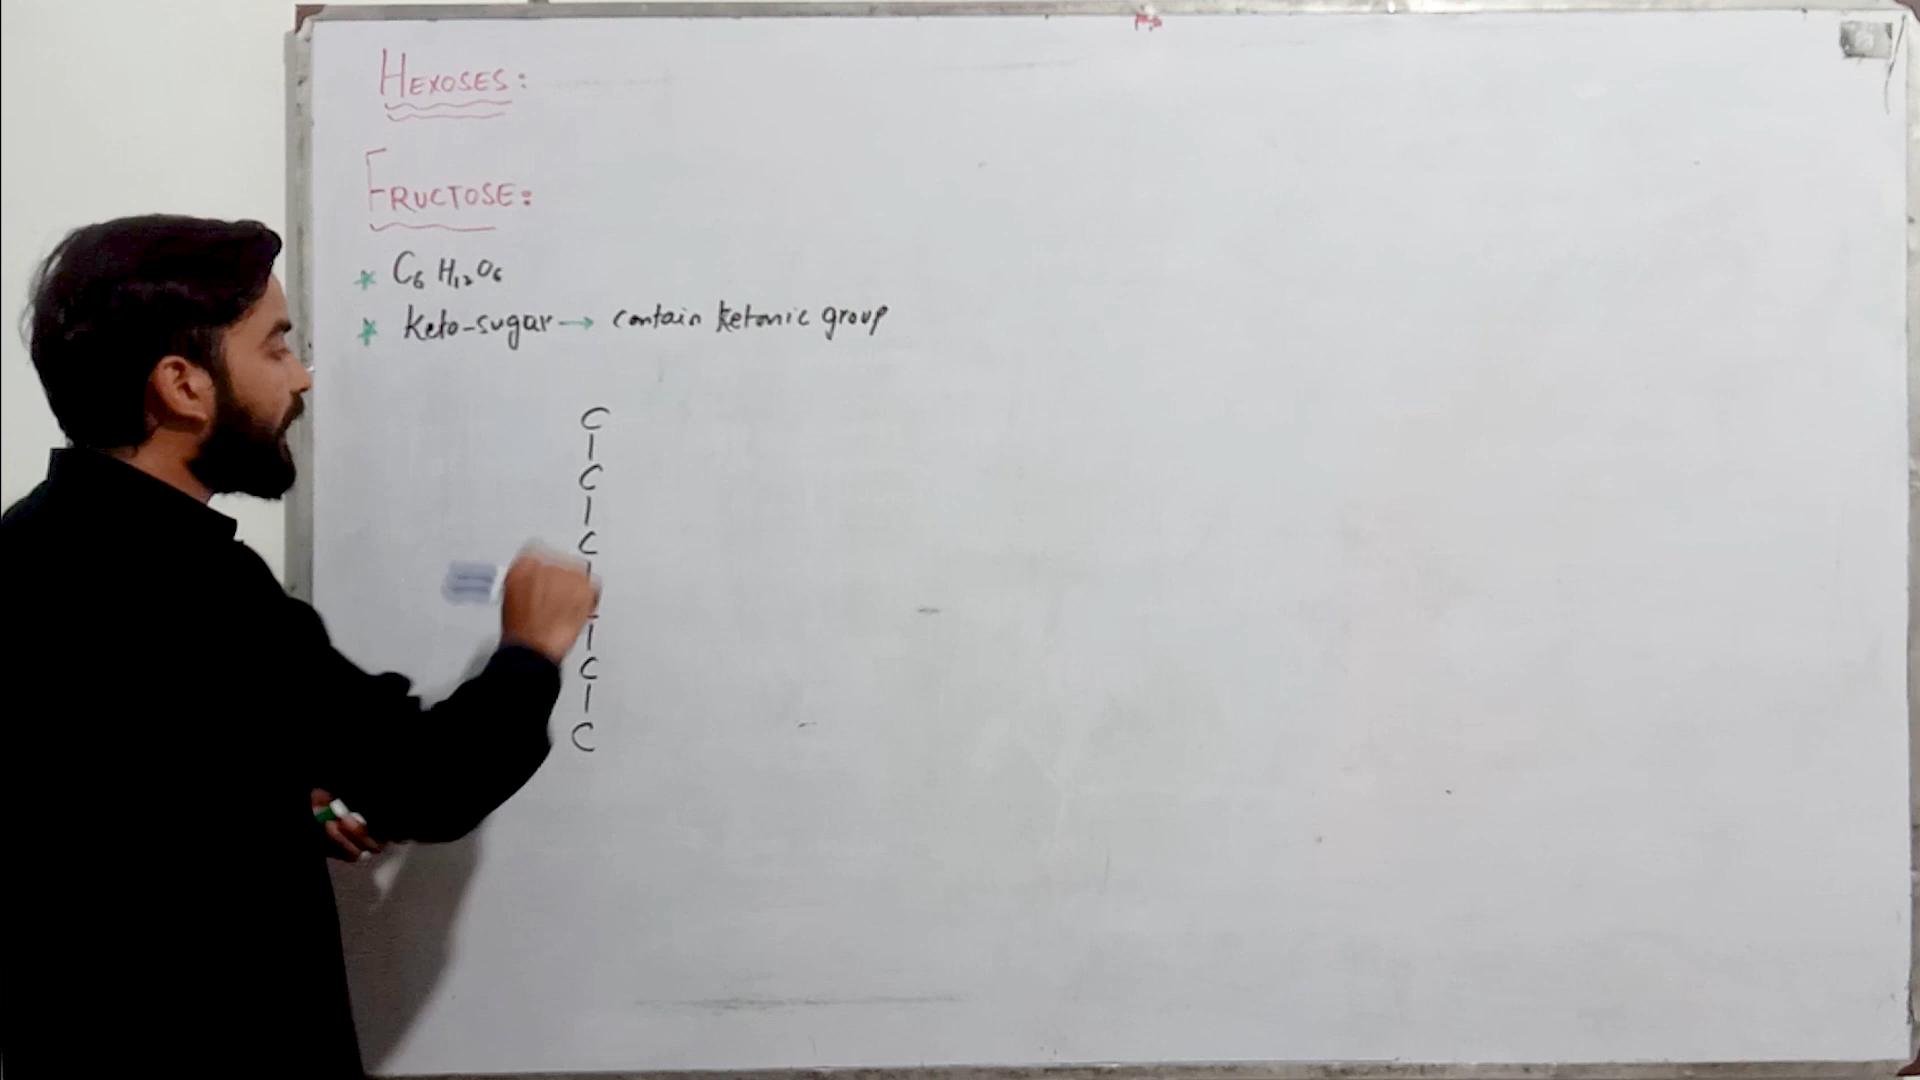 HEXOSES:
FRUCTOSE:
* C₆ H₁₂ O₆
* Keto-sugar → contain ketonic group
C
|
C
|
C
|
|
C
|
C